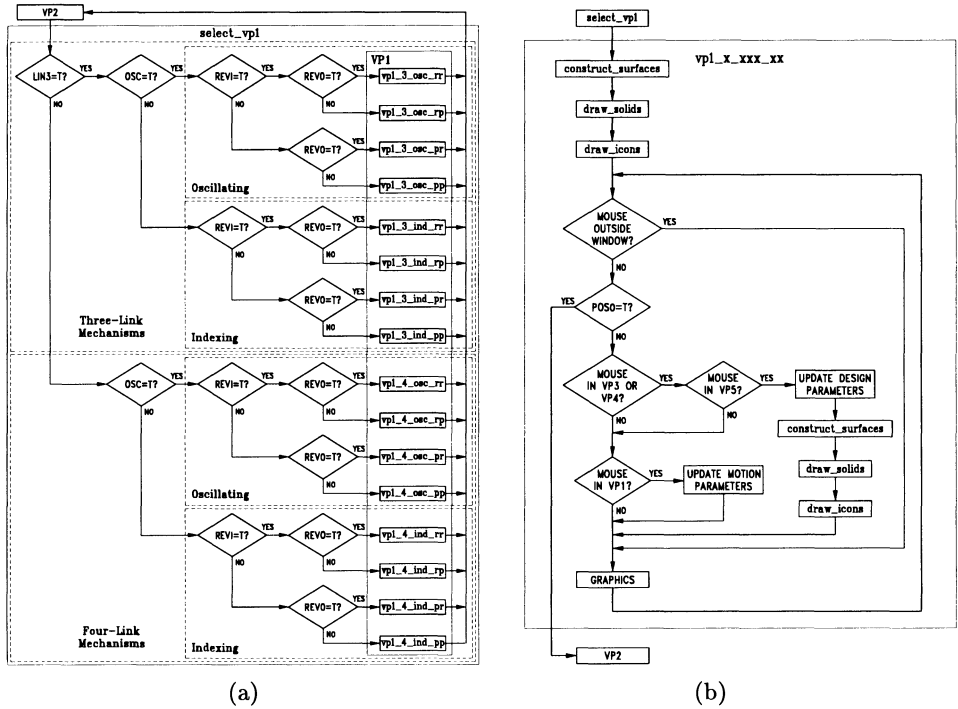 VP2
select_vp1
VP1
LIN3=T?
YES
OSC=T?
YES
REVI=T?
YES
REVO=T?
YES
vp1_3_osc_rr
NO
NO
NO
NO
vp1_3_osc_rp
REVO=T?
YES
vp1_3_osc_pr
NO
vp1_3_osc_pp
Oscillating
REVI=T?
YES
REVO=T?
YES
vp1_3_ind_rr
NO
NO
vp1_3_ind_rp
REVO=T?
YES
vp1_3_ind_pr
NO
vp1_3_ind_pp
Three-Link
Mechanisms
Indexing
OSC=T?
YES
REVI=T?
YES
REVO=T?
YES
vp1_4_osc_rr
NO
NO
NO
vp1_4_osc_rp
REVO=T?
YES
vp1_4_osc_pr
NO
vp1_4_osc_pp
Oscillating
REVI=T?
YES
REVO=T?
YES
vp1_4_ind_rr
NO
NO
vp1_4_ind_rp
REVO=T?
YES
vp1_4_ind_pr
NO
vp1_4_ind_pp
Four-Link
Mechanisms
Indexing
(a)
select_vp1
vp1_x_xxx_xx
construct_surfaces
draw_solids
draw_icons
MOUSE
OUTSIDE
WINDOW?
YES
NO
YES
POSO=T?
NO
MOUSE
IN VP3 OR
VP4?
YES
MOUSE
IN VP5?
YES
UPDATE DESIGN
PARAMETERS
NO
NO
construct_surfaces
draw_solids
draw_icons
MOUSE
IN VP1?
YES
UPDATE MOTION
PARAMETERS
NO
GRAPHICS
VP2
(b)